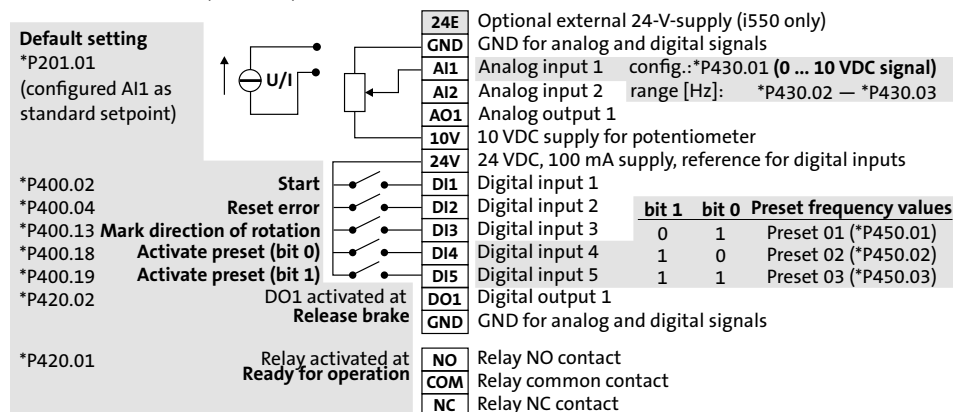 24E Optional external 24-V-supply (i550 only)
Default setting GND GND for analog and digital signals
*P201.01 AI1 Analog input 1 config.:*P430.01 (0 ... 10 VDC signal)
(configured AI1 as U/I AI2 Analog input 2 range [Hz]: *P430.02 — *P430.03
standard setpoint) AO1 Analog output 1
10V 10 VDC supply for potentiometer
24V 24 VDC, 100 mA supply, reference for digital inputs
*P400.02 Start DI1 Digital input 1
*P400.04 Reset error DI2 Digital input 2 bit 1 bit 0 Preset frequency values
*P400.13 Mark direction of rotation DI3 Digital input 3 0 1 Preset 01 (*P450.01)
*P400.18 Activate preset (bit 0) DI4 Digital input 4 1 0 Preset 02 (*P450.02)
*P400.19 Activate preset (bit 1) DI5 Digital input 5 1 1 Preset 03 (*P450.03)
*P420.02 DO1 activated at DO1 Digital output 1
Release brake GND GND for analog and digital signals
*P420.01 Relay activated at NO Relay NO contact
Ready for operation COM Relay common contact
NC Relay NC contact